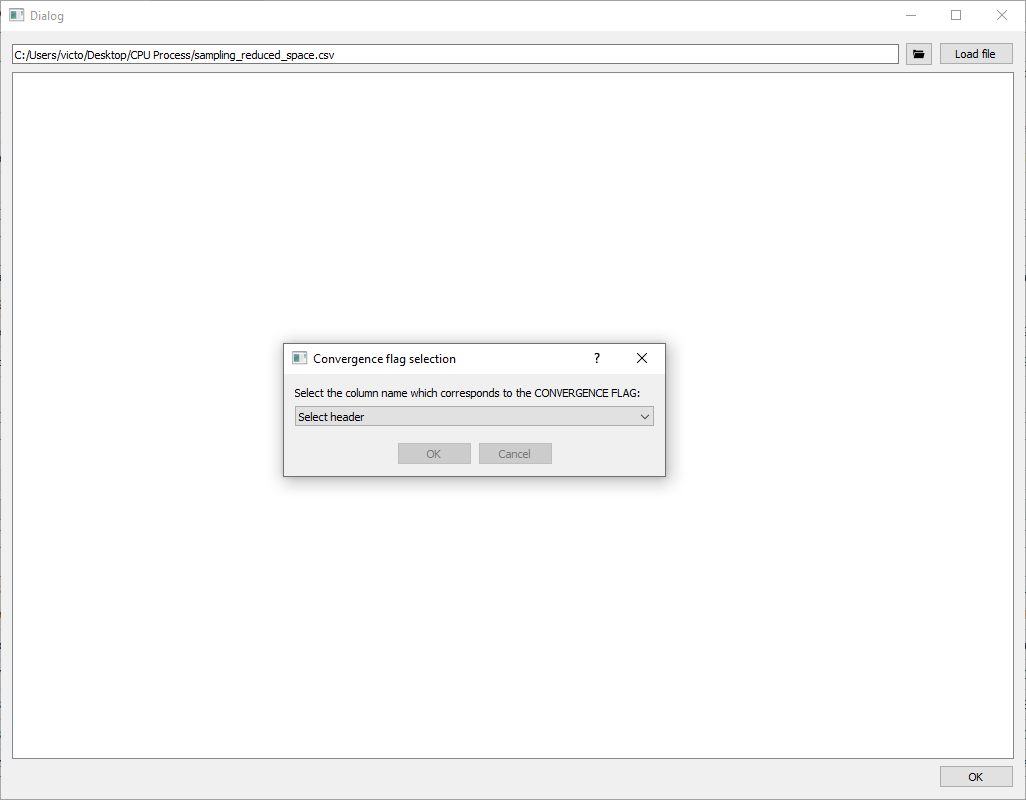 Dialog
C:/Users/victo/Desktop/CPU Process/sampling_reduced_space.csv
Load file
Convergence flag selection
?
Select the column name which corresponds to the CONVERGENCE FLAG:
Select header
OK
Cancel
OK